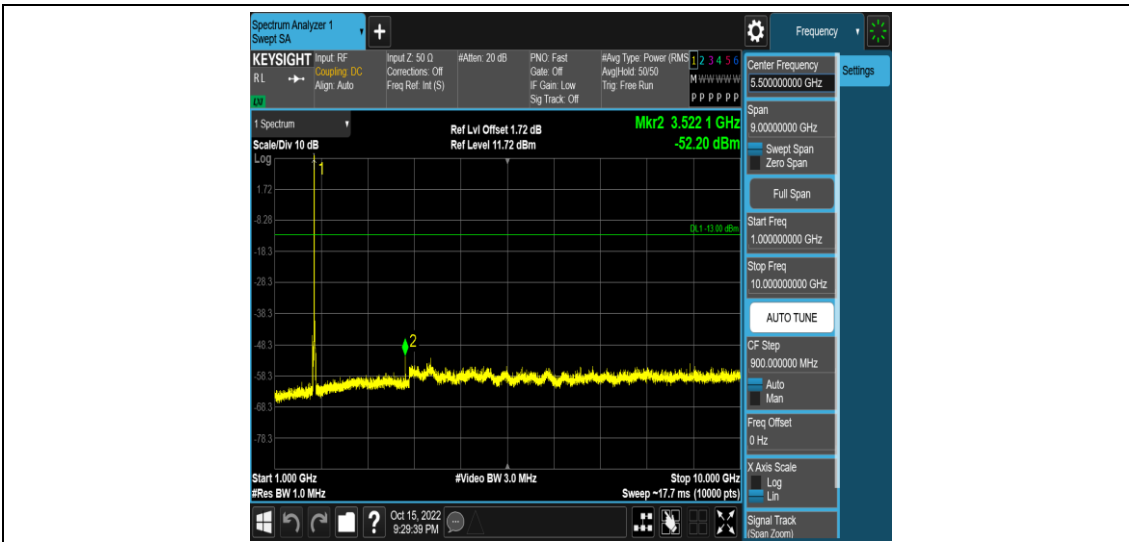 Spectrum Analyzer 1
Swept SA
+
Frequency
KEYSIGHT
RL
LW
Input: RF
Coupling: DC
Align: Auto
Input Z: 50 Ω
Corrections: Off
Freq Ref: Int (S)
#Atten: 20 dB
PNO: Fast
Gate: Off
IF Gain: Low
Sig Track: Off
#Avg Type: Power (RMS
Avg|Hold: 50/50
Trig: Free Run
1 2 3 4 5 6
M W W W W W
P P P P P P
1 Spectrum
Scale/Div 10 dB
Ref Lvl Offset 1.72 dB
Ref Level 11.72 dBm
Mkr2 3.522 1 GHz
-52.20 dBm
Log
1
1.72
-8.28
DL1 -13.00 dBm
-18.3
-28.3
-38.3
-48.3
2
-58.3
-68.3
-78.3
Start 1.000 GHz
#Res BW 1.0 MHz
#Video BW 3.0 MHz
Stop 10.000 GHz
Sweep ~17.7 ms (10000 pts)
Center Frequency
5.500000000 GHz
Settings
Span
9.00000000 GHz
Swept Span
Zero Span
Full Span
Start Freq
1.000000000 GHz
Stop Freq
10.000000000 GHz
AUTO TUNE
CF Step
900.000000 MHz
Auto
Man
Freq Offset
0 Hz
X Axis Scale
Log
Lin
Signal Track
(Span Zoom)
?
Oct 15, 2022
9:29:39 PM